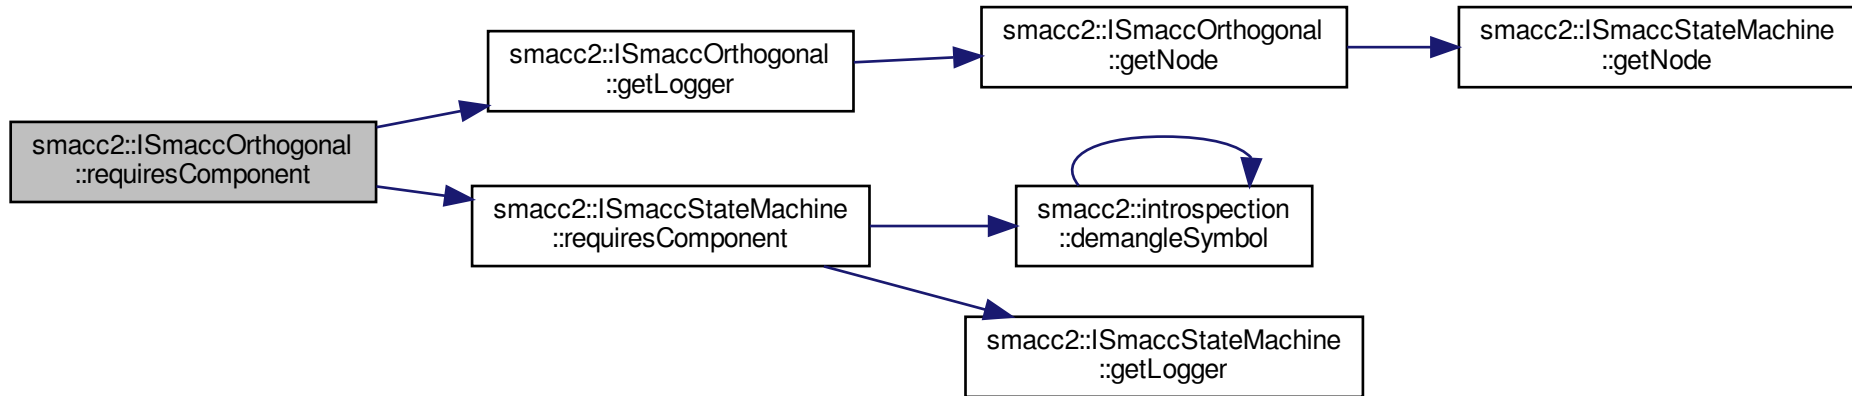 smacc2::ISmaccOrthogonal
::requiresComponent
smacc2::ISmaccOrthogonal
::getLogger
smacc2::ISmaccOrthogonal
::getNode
smacc2::ISmaccStateMachine
::getNode
smacc2::ISmaccStateMachine
::requiresComponent
smacc2::introspection
::demangleSymbol
smacc2::ISmaccStateMachine
::getLogger